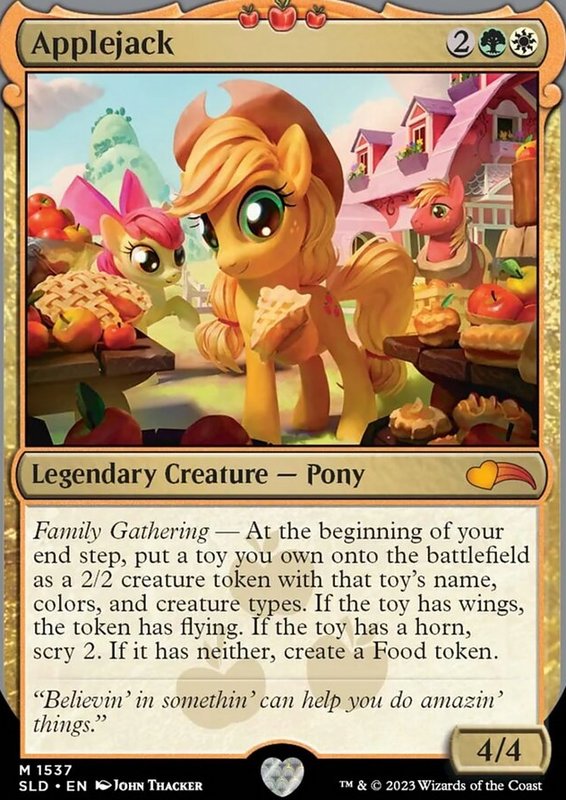 Applejack 2
Legendary Creature — Pony
Family Gathering — At the beginning of your
end step, put a toy you own onto the battlefield
as a 2/2 creature token with that toy's name,
colors, and creature types. If the toy has wings,
the token has flying. If the toy has a horn,
scry 2. If it has neither, create a Food token.
“Believin’ in somethin’ can help you do amazin’
things.”
4/4
M 1537
SLD • EN JOHN THACKER
™ & © 2023 Wizards of the Coast